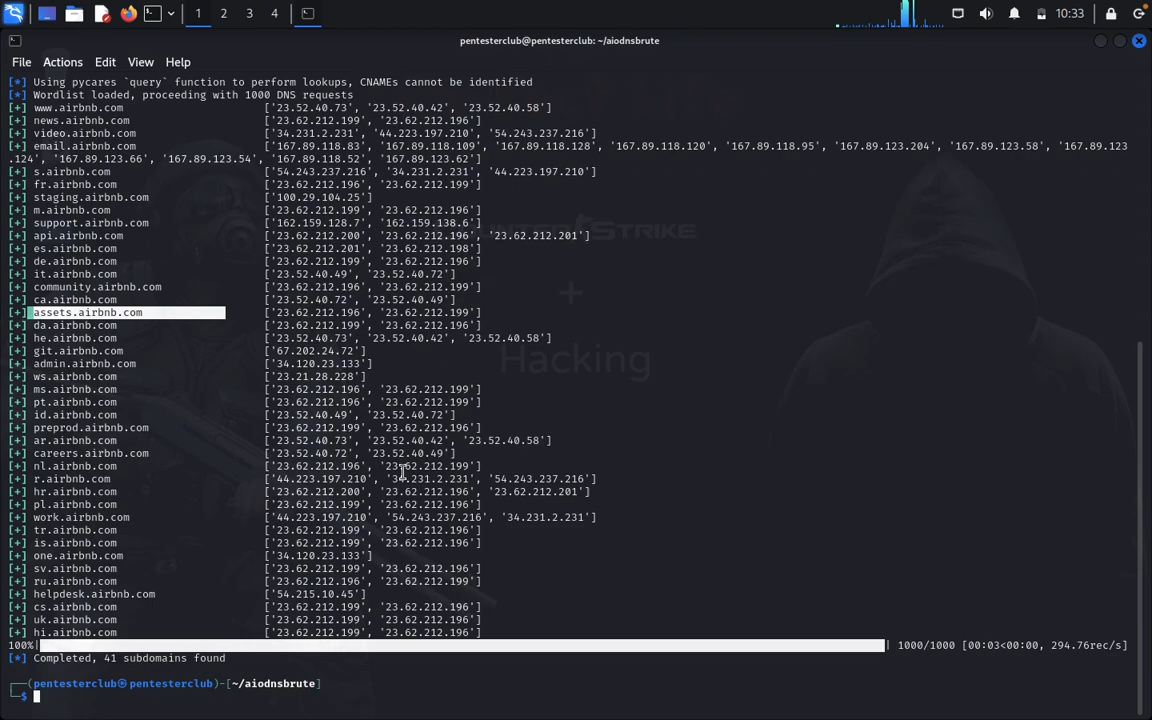 1 2 3 4
10:33
pentesterclub@pentesterclub: ~/aiodnsbrute
File Actions Edit View Help
[*] Using pycares `query` function to perform lookups, CNAMEs cannot be identified
[*] Wordlist loaded, proceeding with 1000 DNS requests
[+] www.airbnb.com ['23.52.40.73', '23.52.40.42', '23.52.40.58']
[+] news.airbnb.com ['23.62.212.199', '23.62.212.196']
[+] video.airbnb.com ['34.231.2.231', '44.223.197.210', '54.243.237.216']
[+] email.airbnb.com ['167.89.118.83', '167.89.118.109', '167.89.118.128', '167.89.118.120', '167.89.118.95', '167.89.123.204', '167.89.123.58', '167.89.123
.124', '167.89.123.66', '167.89.123.54', '167.89.118.52', '167.89.123.62']
[+] s.airbnb.com ['54.243.237.216', '34.231.2.231', '44.223.197.210']
[+] fr.airbnb.com ['23.62.212.196', '23.62.212.199']
[+] staging.airbnb.com ['100.29.104.25']
[+] m.airbnb.com ['23.62.212.199', '23.62.212.196']
[+] support.airbnb.com ['162.159.128.7', '162.159.138.6']
[+] api.airbnb.com ['23.62.212.200', '23.62.212.196', '23.62.212.201']
[+] es.airbnb.com ['23.62.212.201', '23.62.212.198']
[+] de.airbnb.com ['23.62.212.199', '23.62.212.196']
[+] it.airbnb.com ['23.52.40.49', '23.52.40.72']
[+] community.airbnb.com ['23.62.212.196', '23.62.212.199']
[+] ca.airbnb.com ['23.52.40.72', '23.52.40.49']
[+] assets.airbnb.com ['23.62.212.196', '23.62.212.199']
[+] da.airbnb.com ['23.62.212.199', '23.62.212.196']
[+] he.airbnb.com ['23.52.40.73', '23.52.40.42', '23.52.40.58']
[+] git.airbnb.com ['67.202.24.72']
[+] admin.airbnb.com ['34.120.23.133']
[+] ws.airbnb.com ['23.21.28.228']
[+] ms.airbnb.com ['23.62.212.196', '23.62.212.199']
[+] pt.airbnb.com ['23.62.212.199', '23.62.212.196']
[+] id.airbnb.com ['23.52.40.49', '23.52.40.72']
[+] preprod.airbnb.com ['23.62.212.199', '23.62.212.196']
[+] ar.airbnb.com ['23.52.40.73', '23.52.40.42', '23.52.40.58']
[+] careers.airbnb.com ['23.52.40.72', '23.52.40.49']
[+] nl.airbnb.com ['23.62.212.196', '23.62.212.199']
[+] r.airbnb.com ['44.223.197.210', '34.231.2.231', '54.243.237.216']
[+] hr.airbnb.com ['23.62.212.200', '23.62.212.196', '23.62.212.201']
[+] pl.airbnb.com ['23.62.212.199', '23.62.212.196']
[+] work.airbnb.com ['44.223.197.210', '54.243.237.216', '34.231.2.231']
[+] tr.airbnb.com ['23.62.212.199', '23.62.212.196']
[+] is.airbnb.com ['23.62.212.199', '23.62.212.196']
[+] one.airbnb.com ['34.120.23.133']
[+] sv.airbnb.com ['23.62.212.199', '23.62.212.196']
[+] ru.airbnb.com ['23.62.212.196', '23.62.212.199']
[+] helpdesk.airbnb.com ['54.215.10.45']
[+] cs.airbnb.com ['23.62.212.199', '23.62.212.196']
[+] uk.airbnb.com ['23.62.212.199', '23.62.212.196']
[+] hi.airbnb.com ['23.62.212.199', '23.62.212.196']
100%| | 1000/1000 [00:03<00:00, 294.76rec/s]
[*] Completed, 41 subdomains found
┌──(pentesterclub㉿pentesterclub)-[~/aiodnsbrute]
└─$
+
Hacking